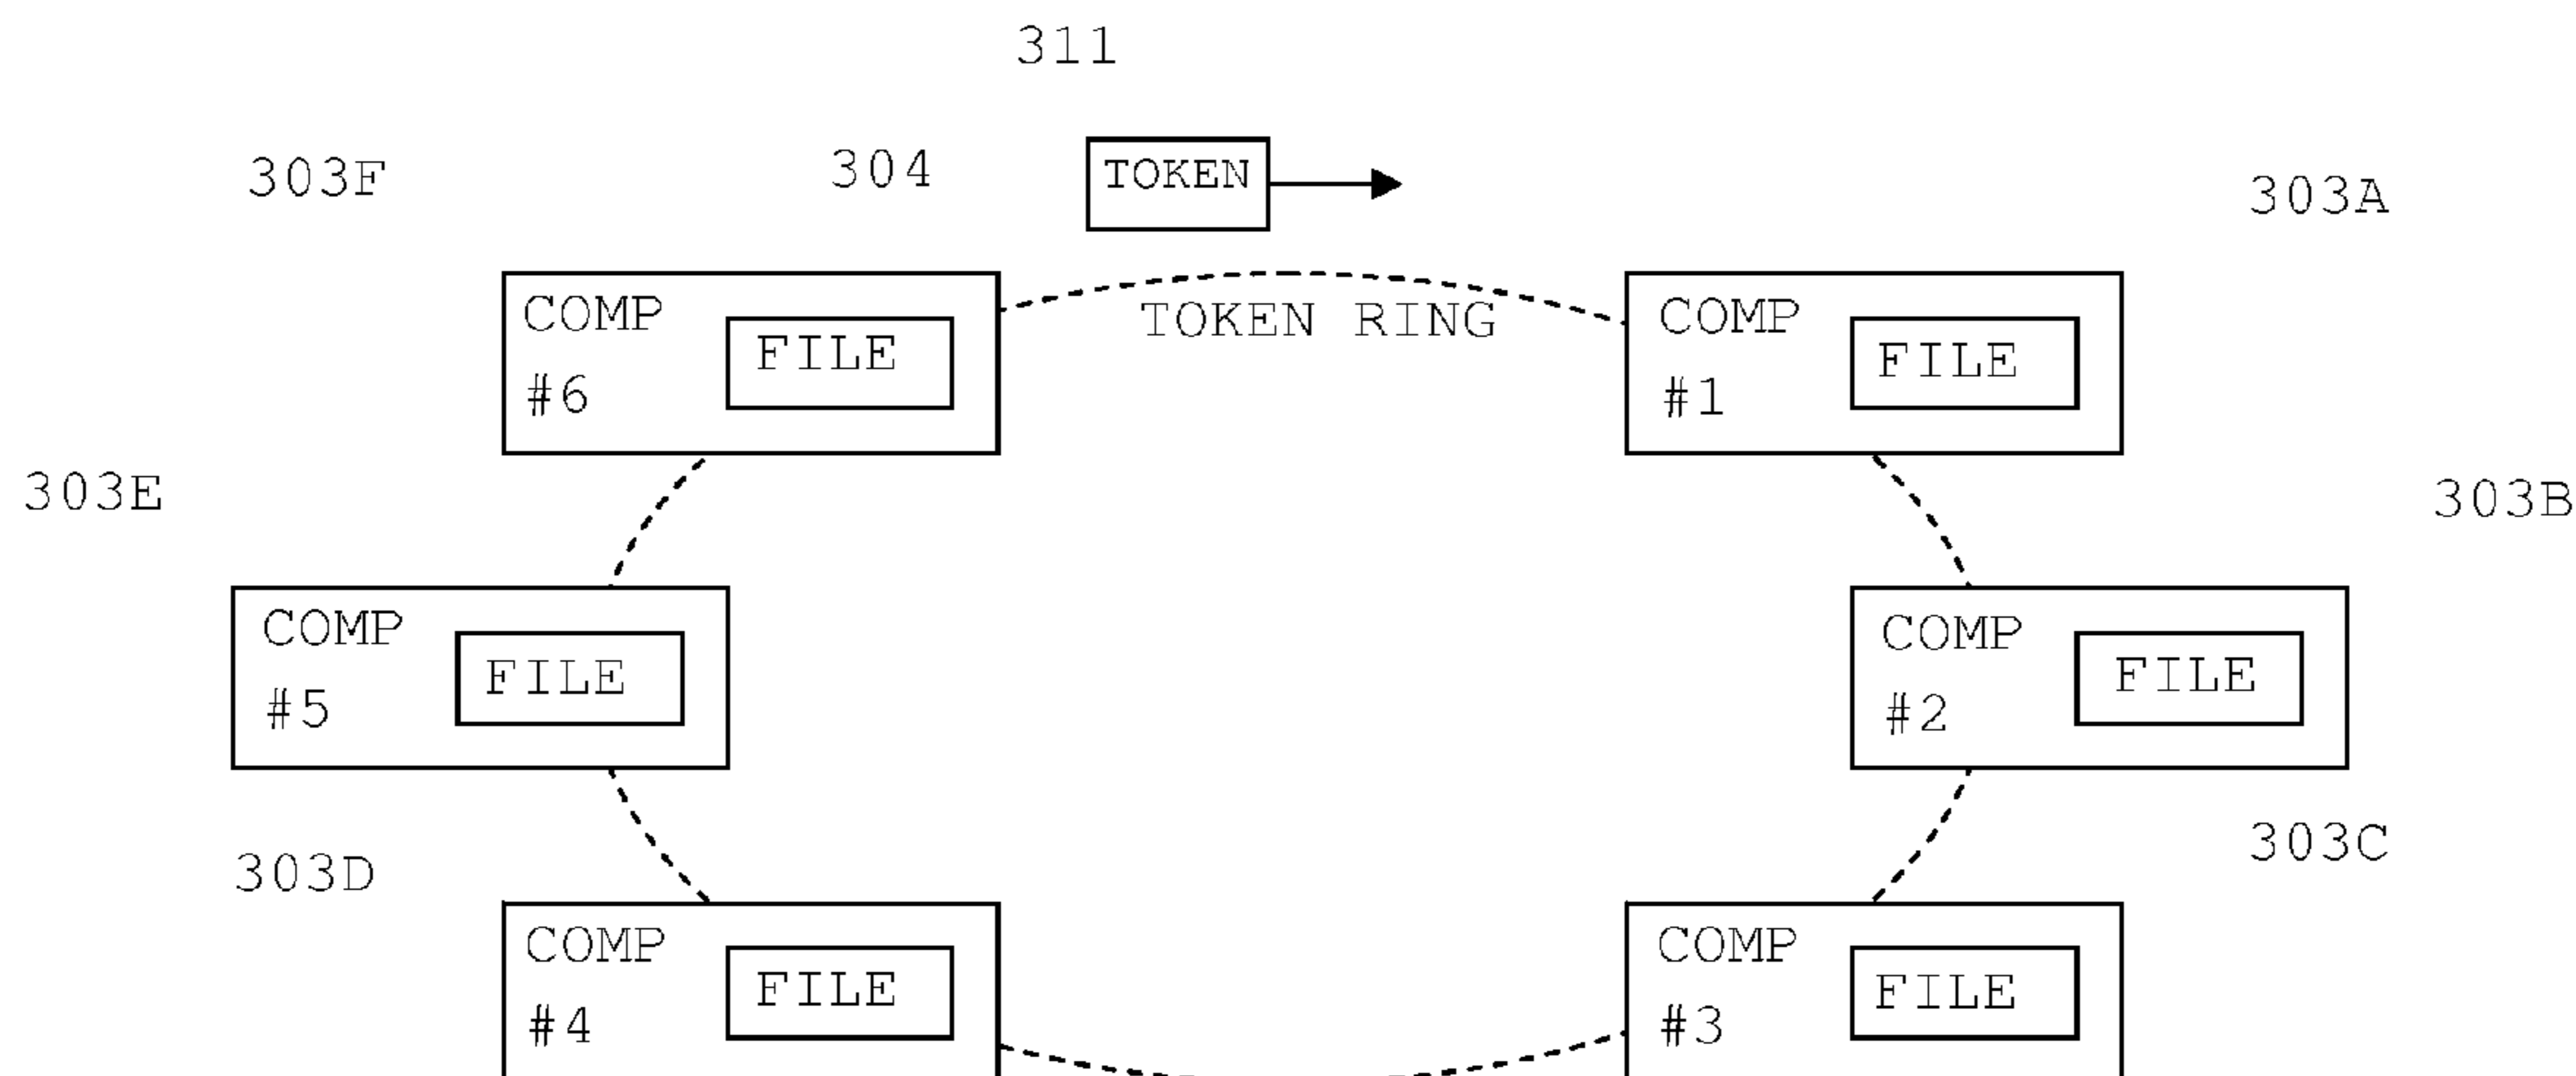 311
303F
304
TOKEN
303A
COMP
#6
FILE
TOKEN RING
COMP
#1
FILE
303E
303B
COMP
#5
FILE
COMP
#2
FILE
303D
303C
COMP
#4
FILE
COMP
#3
FILE